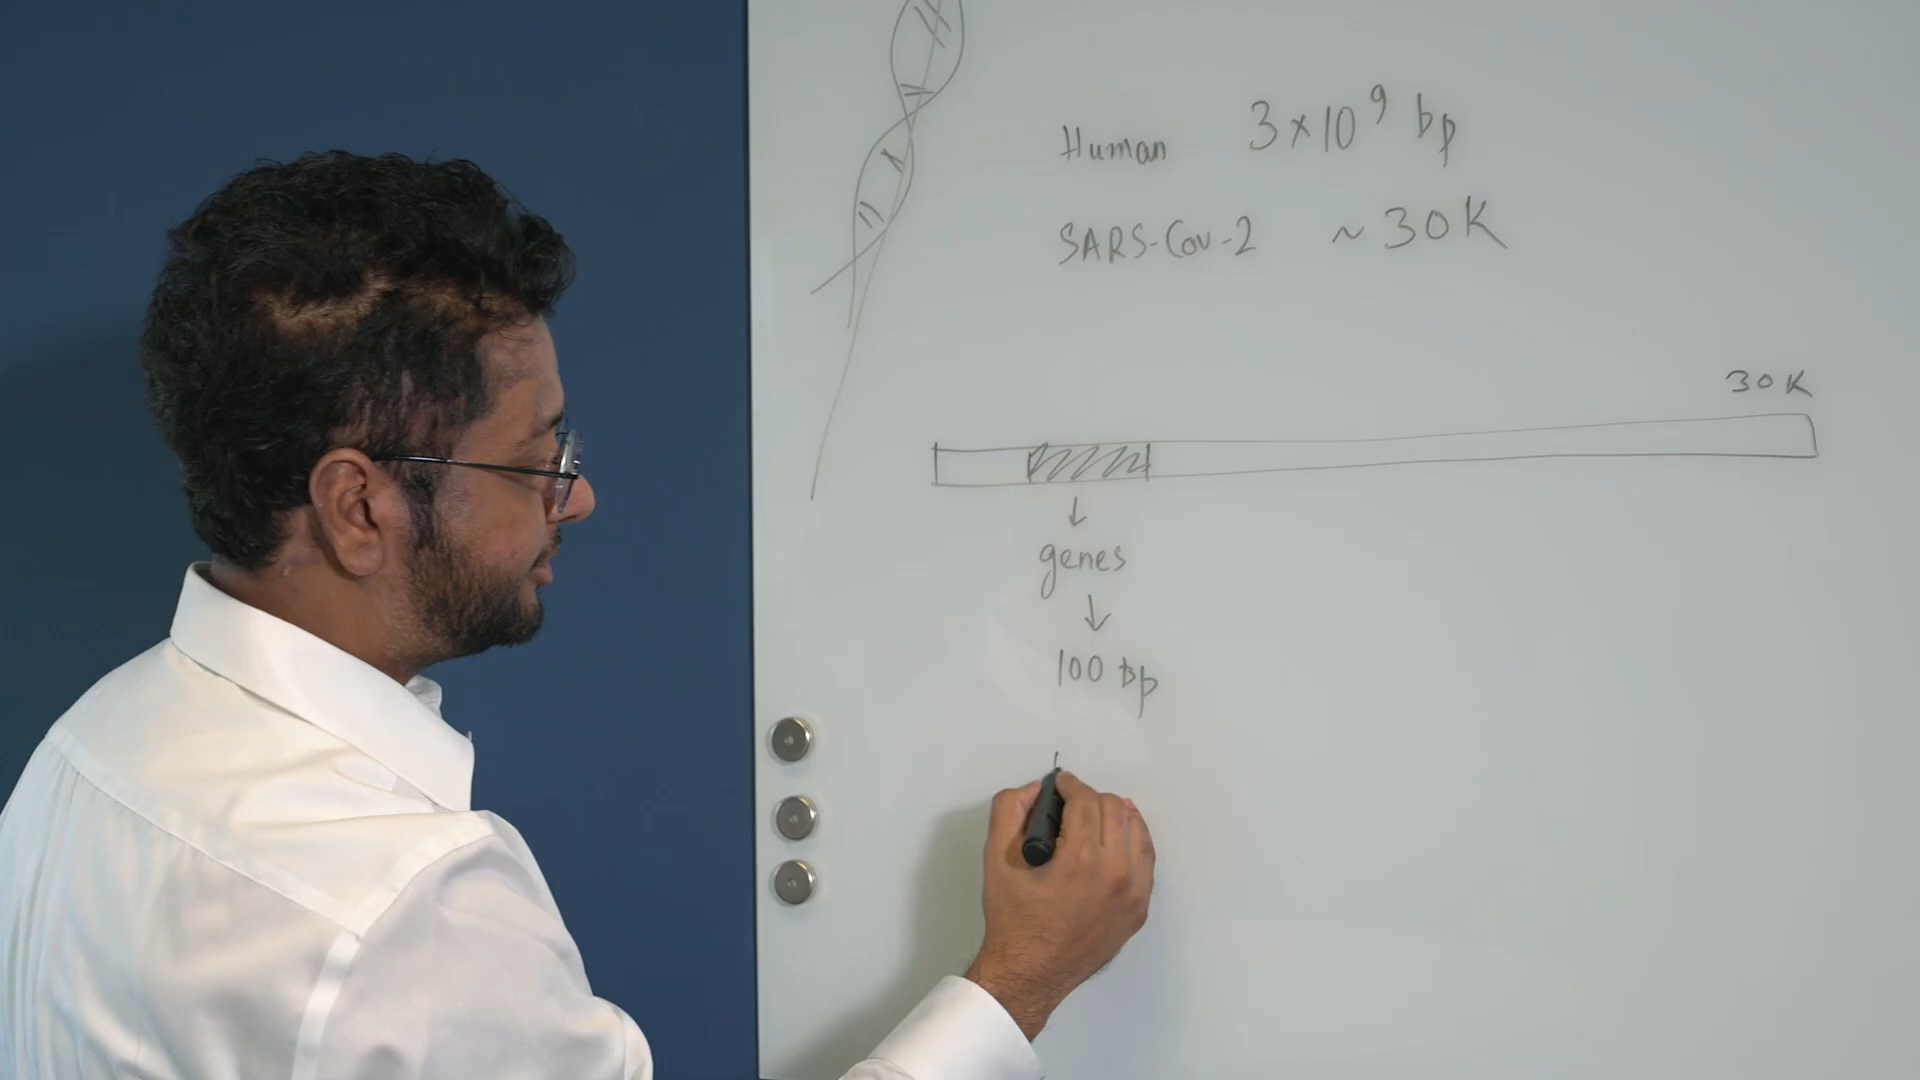 Human 3×10⁹ bp
SARS-Cov-2 ~30K
30K
↓
genes
↓
100 bp